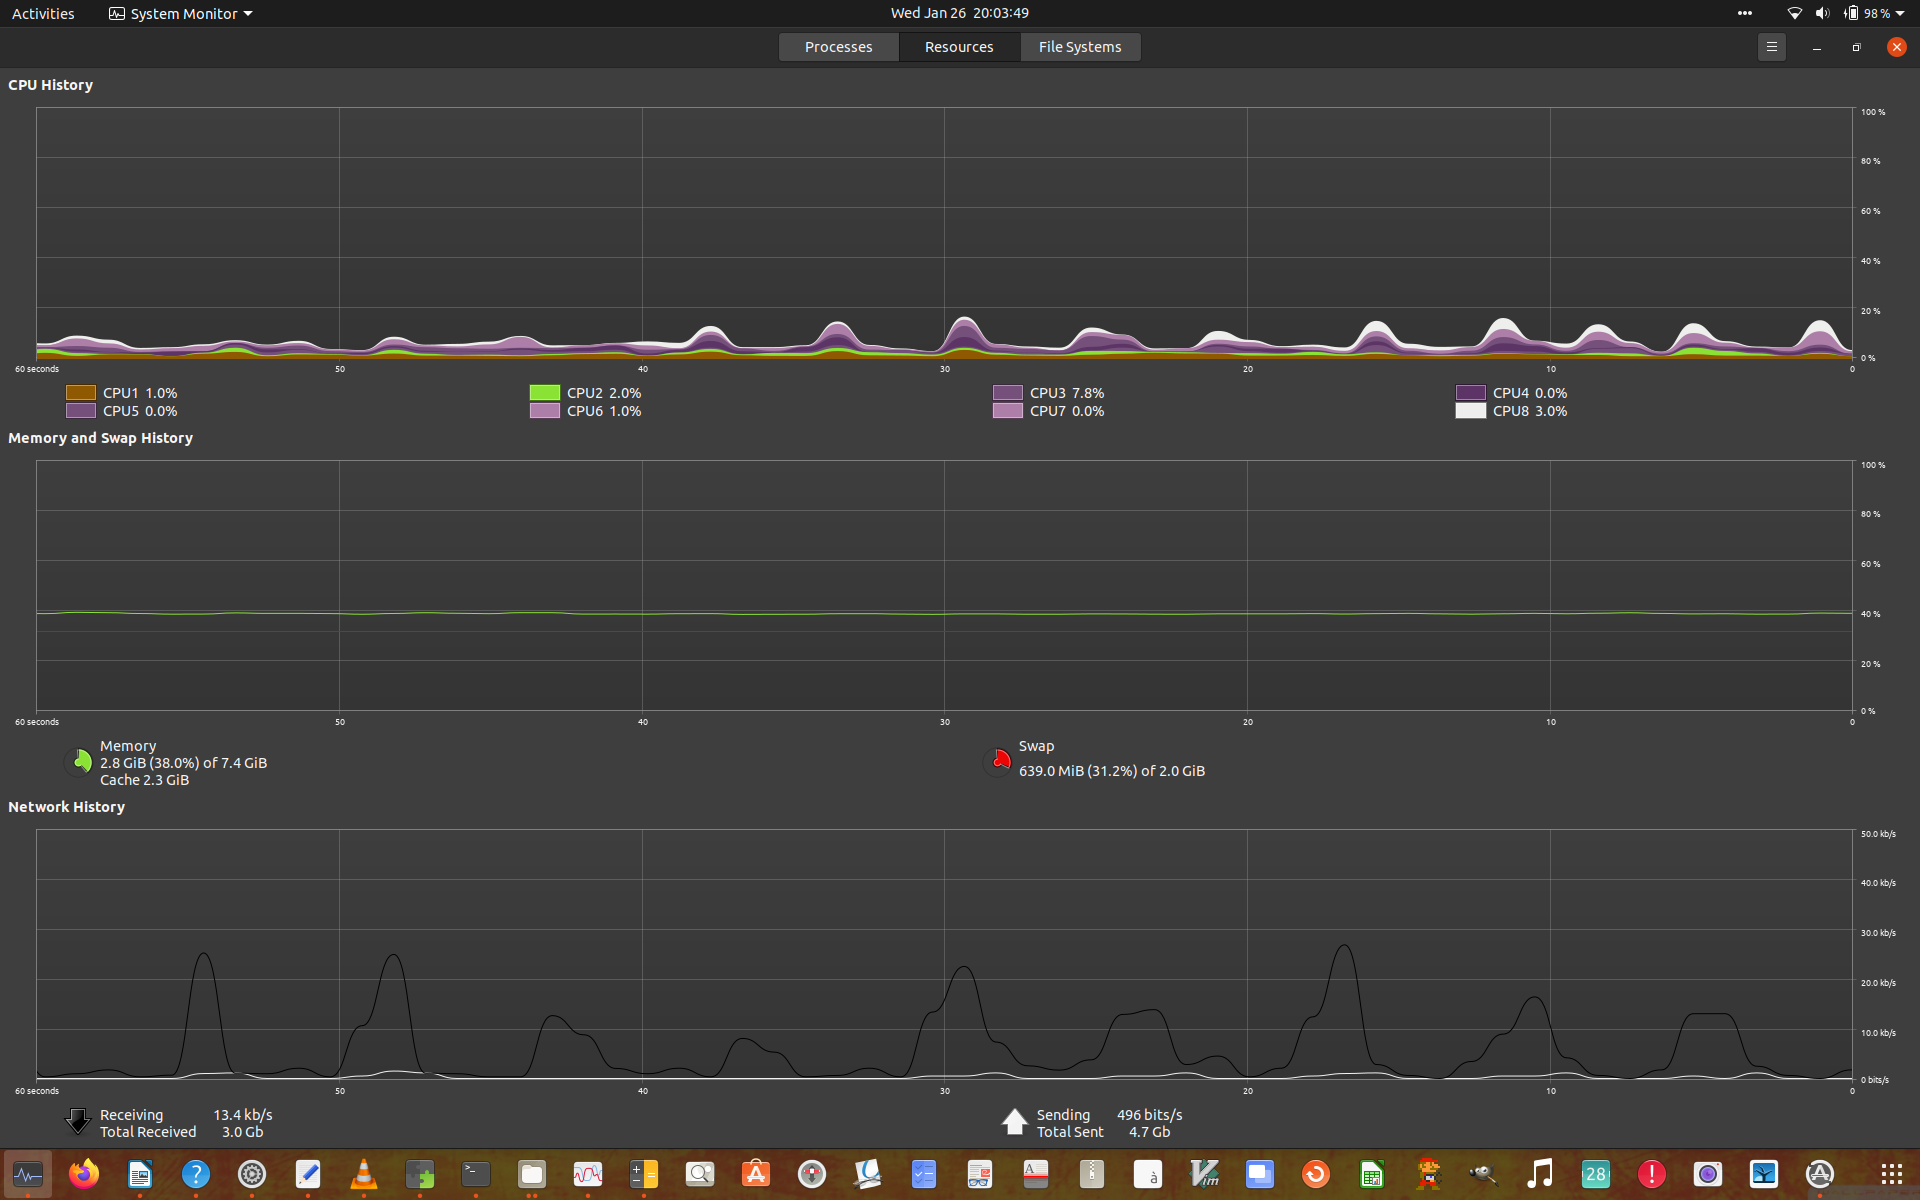 Activities System Monitor Wed Jan 26 20:03:49 98 %
Processes Resources File Systems
CPU History
100 %
80 %
60 %
40 %
20 %
0 %
60 seconds 50 40 30 20 10 0
CPU1 1.0% CPU2 2.0% CPU3 7.8% CPU4 0.0%
CPU5 0.0% CPU6 1.0% CPU7 0.0% CPU8 3.0%
Memory and Swap History
100 %
80 %
60 %
40 %
20 %
0 %
60 seconds 50 40 30 20 10 0
Memory
2.8 GiB (38.0%) of 7.4 GiB
Cache 2.3 GiB
Swap
639.0 MiB (31.2%) of 2.0 GiB
Network History
50.0 kb/s
40.0 kb/s
30.0 kb/s
20.0 kb/s
10.0 kb/s
0 bits/s
60 seconds 50 40 30 20 10 0
Receiving 13.4 kb/s
Total Received 3.0 Gb
Sending 496 bits/s
Total Sent 4.7 Gb
? >_ A à Vim 28 !